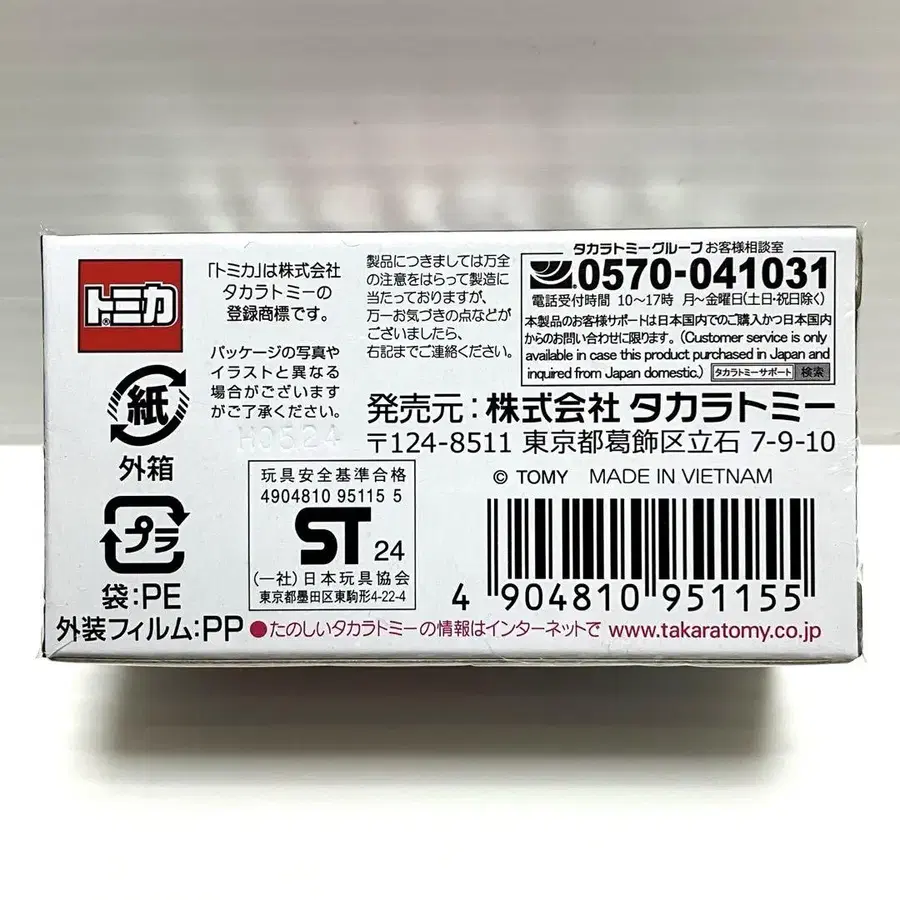 トミカ®
「トミカ」は株式会社
タカラトミーの
登録商標です。
パッケージの写真や
イラストと異なる
場合がございます
がご了承ください。
H0524
製品につきましては万全
の注意をはらって製造に
当たっておりますが、
万一お気づきの点などが
ございましたら、
右記までご連絡ください。
タカラトミーグループ お客様相談室
0570-041031
電話受付時間 10〜17時 月〜金曜日(土日・祝日除く)
本製品のお客様サポートは日本国内でのご購入かつ日本国内
からのお問い合わせに限ります。(Customer service is only
available in case this product purchased in Japan and
inquired from Japan domestic.) タカラトミーサポート 検索
発売元:株式会社 タカラトミー
〒124-8511 東京都葛飾区立石 7-9-10
© TOMY MADE IN VIETNAM
紙
外箱
プラ
袋:PE
外装フィルム:PP
玩具安全基準合格
4904810 95115 5
ST 24
(一社)日本玩具協会
東京都墨田区東駒形4-22-4
4 904810 951155
●たのしいタカラトミーの情報はインターネットで www.takaratomy.co.jp